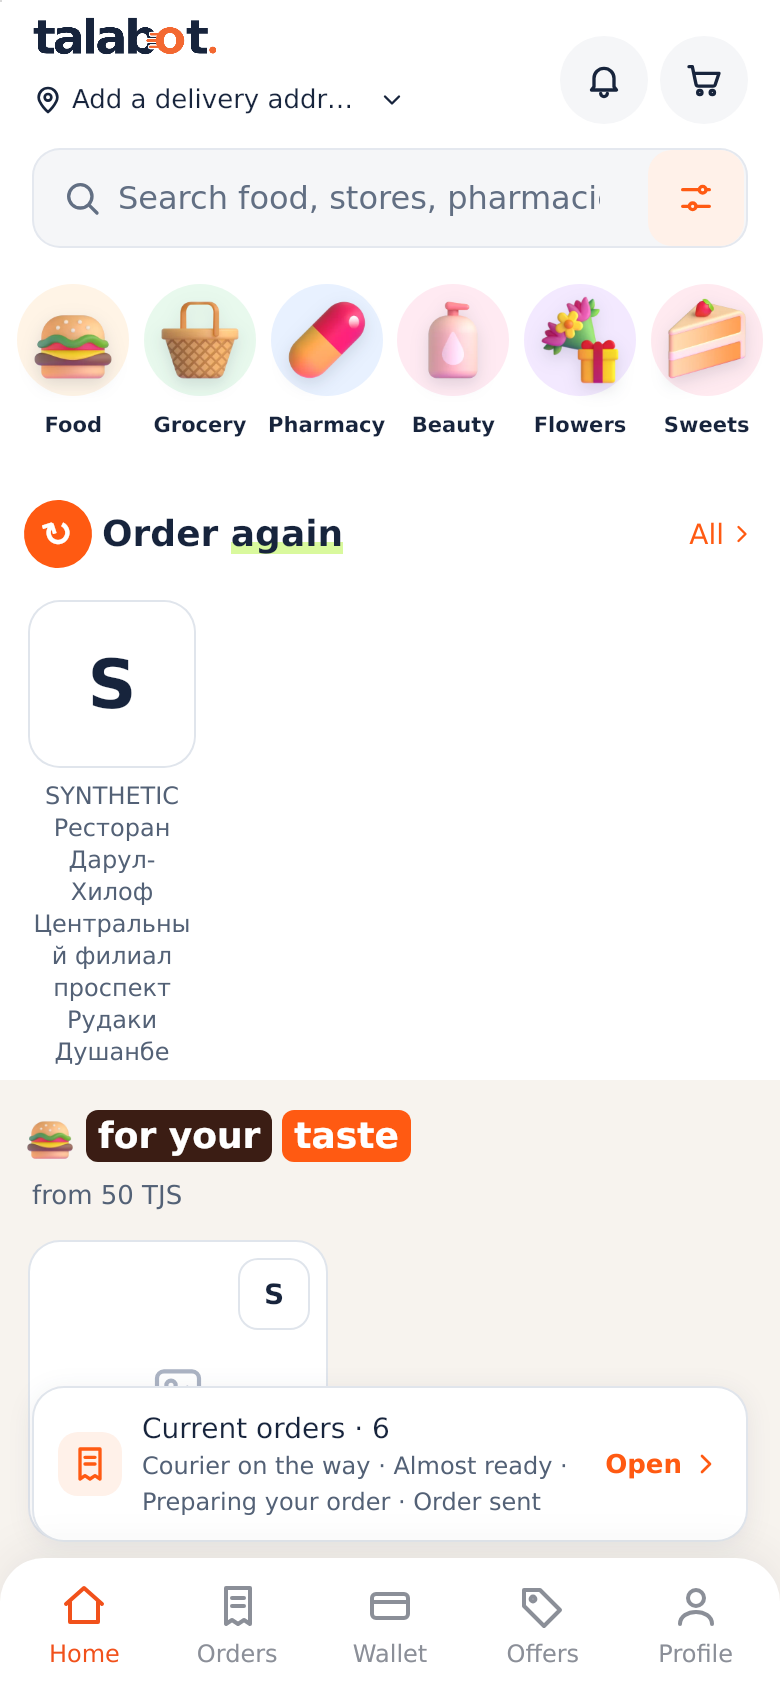 talabot.
Add a delivery addr...
Search food, stores, pharmaci
Food
Grocery
Pharmacy
Beauty
Flowers
Sweets
Order again
All
S
SYNTHETIC
Ресторан
Дарул-
Хилоф
Центральны
й филиал
проспект
Рудаки
Душанбе
for your taste
from 50 TJS
S
Current orders · 6
Courier on the way · Almost ready ·
Preparing your order · Order sent
Open
Home
Orders
Wallet
Offers
Profile